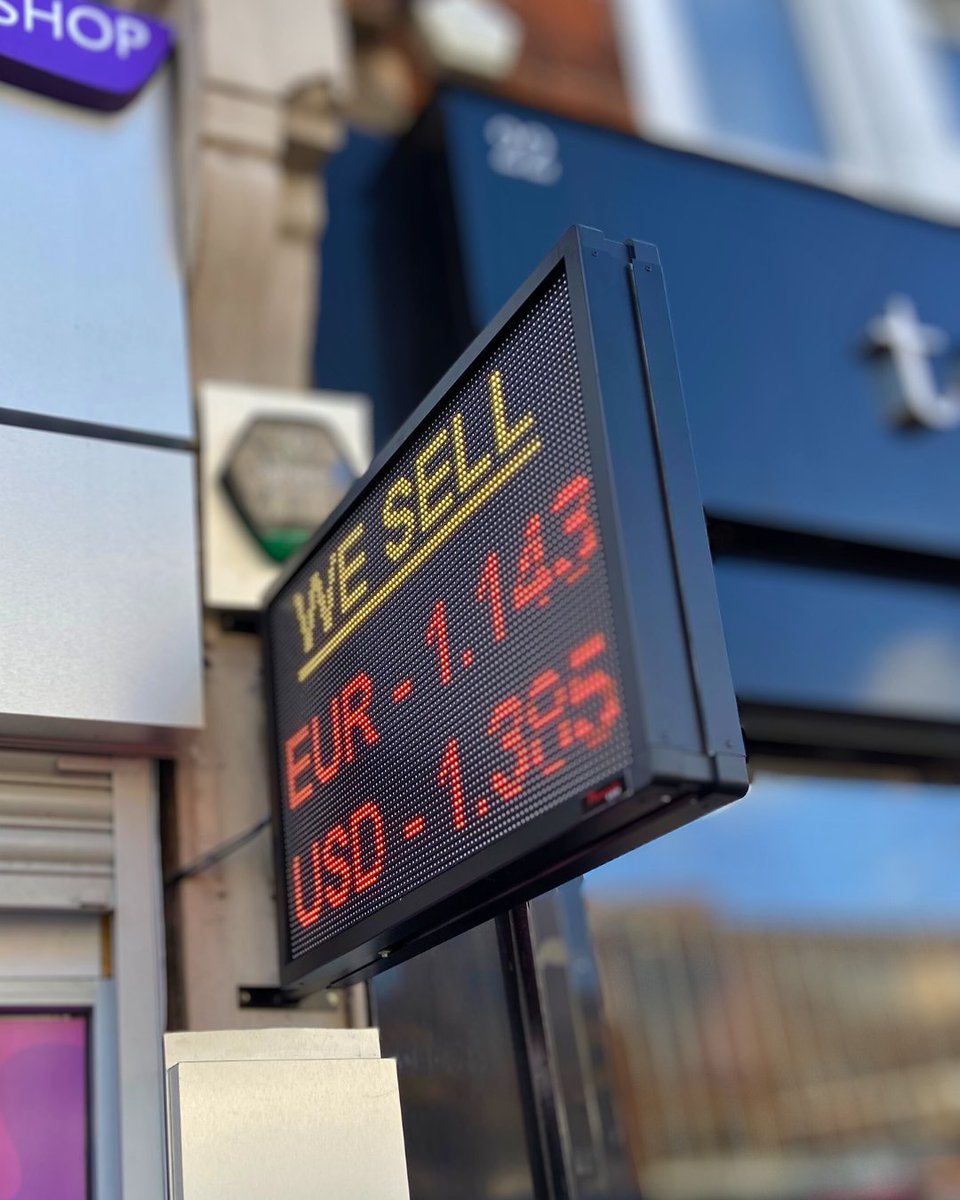 SHOP
22
t
WE SELL
EUR - 1.143
USD - 1.385